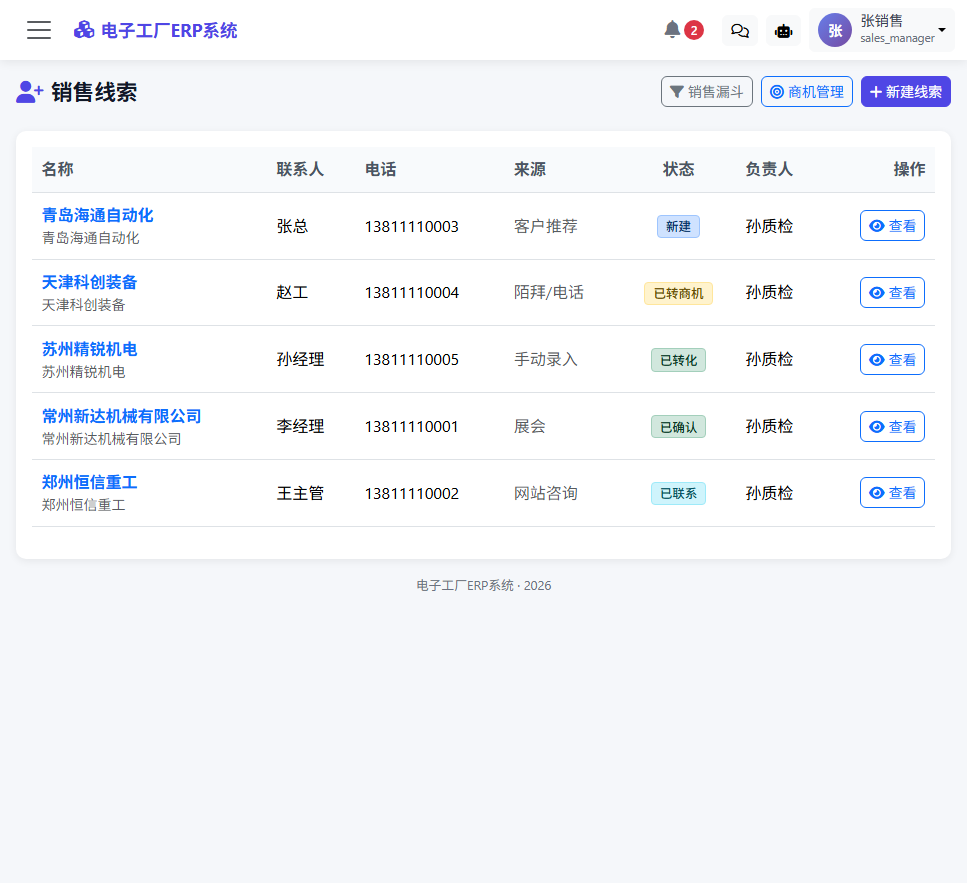 电子工厂ERP系统
2
张
张销售
sales_manager
销售线索
销售漏斗
商机管理
新建线索
名称 联系人 电话 来源 状态 负责人 操作
青岛海通自动化
青岛海通自动化
张总 13811110003 客户推荐 新建 孙质检 查看
天津科创装备
天津科创装备
赵工 13811110004 陌拜/电话 已转商机 孙质检 查看
苏州精锐机电
苏州精锐机电
孙经理 13811110005 手动录入 已转化 孙质检 查看
常州新达机械有限公司
常州新达机械有限公司
李经理 13811110001 展会 已确认 孙质检 查看
郑州恒信重工
郑州恒信重工
王主管 13811110002 网站咨询 已联系 孙质检 查看
电子工厂ERP系统 · 2026